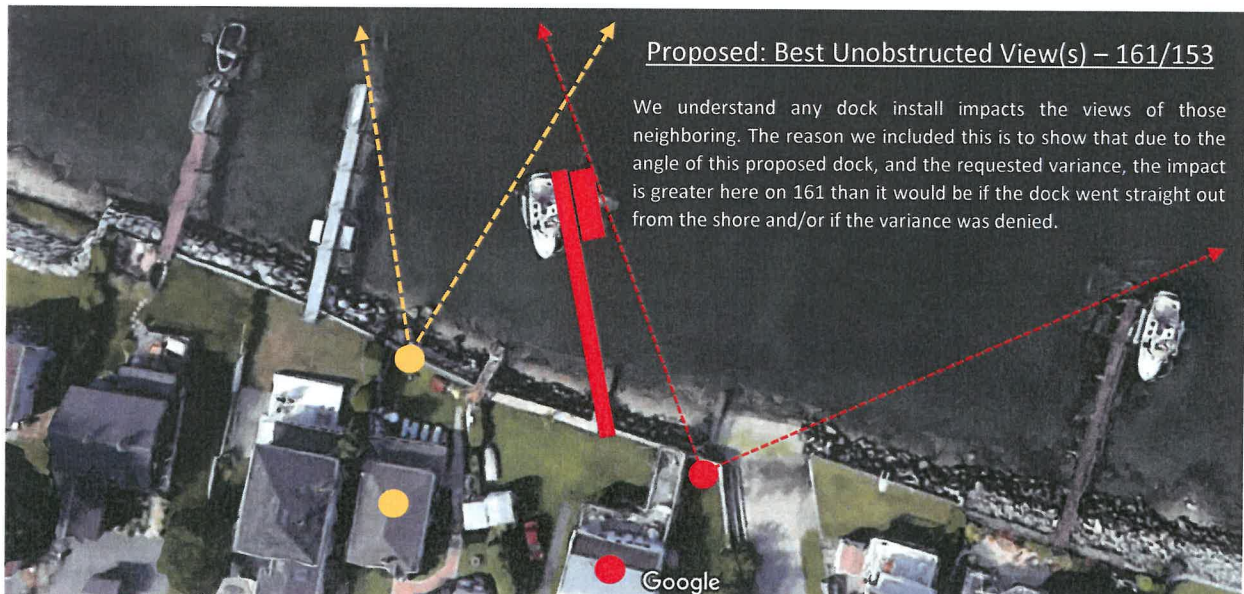 Proposed: Best Unobstructed View(s) – 161/153
We understand any dock install impacts the views of those
neighboring. The reason we included this is to show that due to the
angle of this proposed dock, and the requested variance, the impact
is greater here on 161 than it would be if the dock went straight out
from the shore and/or if the variance was denied.
Google